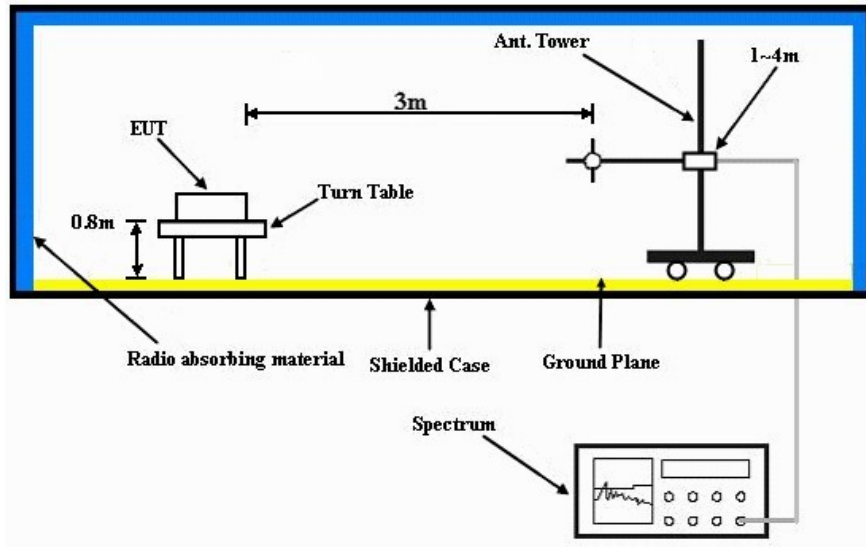 Ant. Tower
1~4m
3m
EUT
Turn Table
0.8m
Radio absorbing material
Shielded Case
Ground Plane
Spectrum